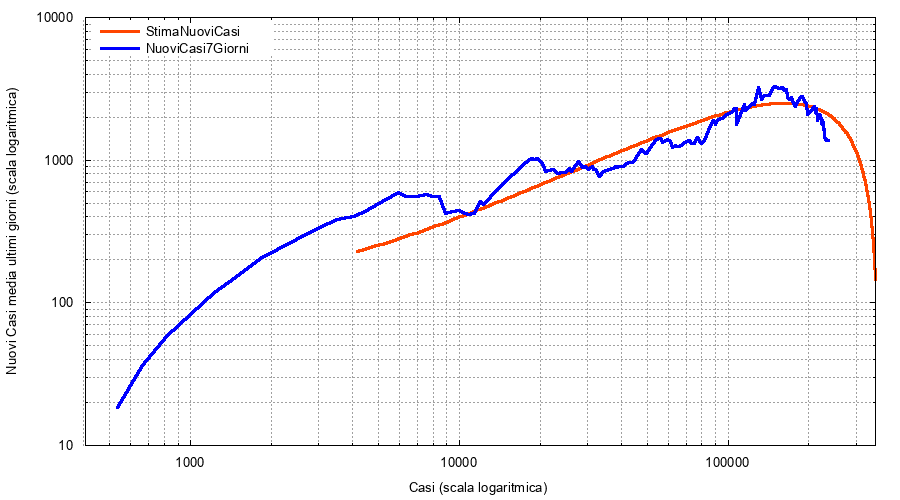 10000
1000
100
10
Nuovi Casi media ultimi giorni (scala logaritmica)
StimaNuoviCasi
NuoviCasi7Giorni
1000
10000
100000
Casi (scala logaritmica)